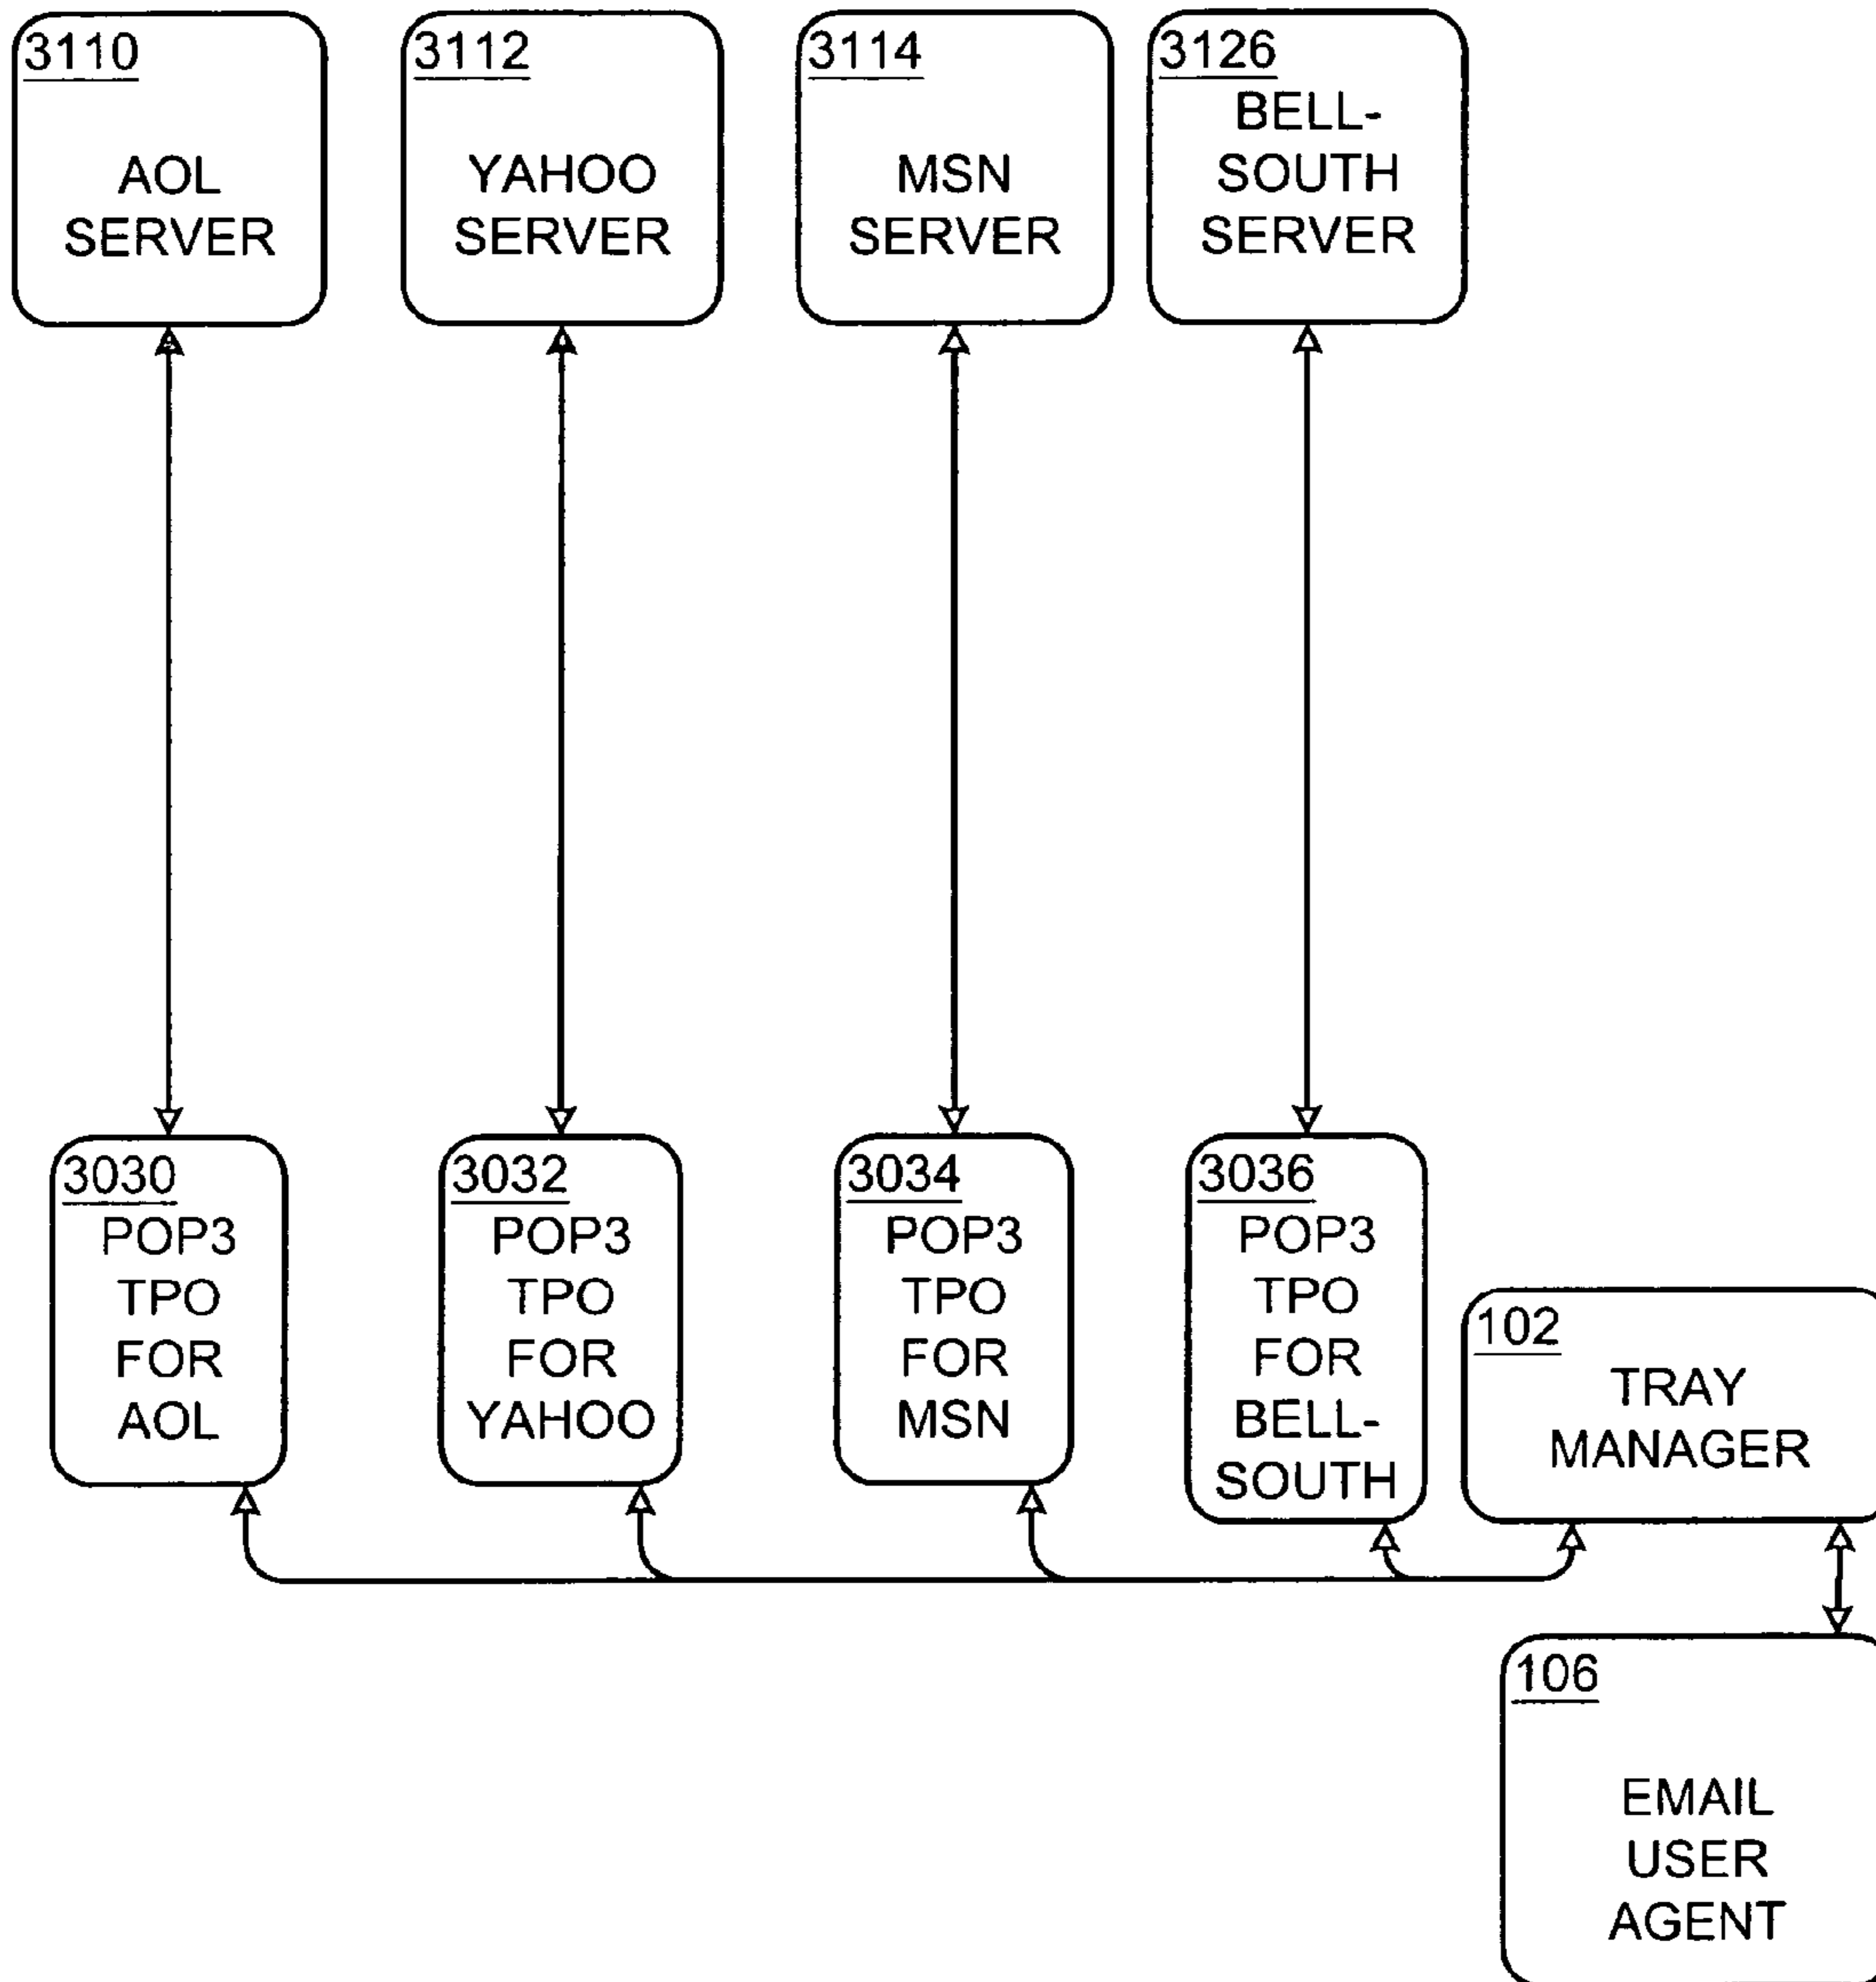 3110
AOL
SERVER
3112
YAHOO
SERVER
3114
MSN
SERVER
3126
BELL-
SOUTH
SERVER
3030
POP3
TPO
FOR
AOL
3032
POP3
TPO
FOR
YAHOO
3034
POP3
TPO
FOR
MSN
3036
POP3
TPO
FOR
BELL-
SOUTH
102
TRAY
MANAGER
106
EMAIL
USER
AGENT